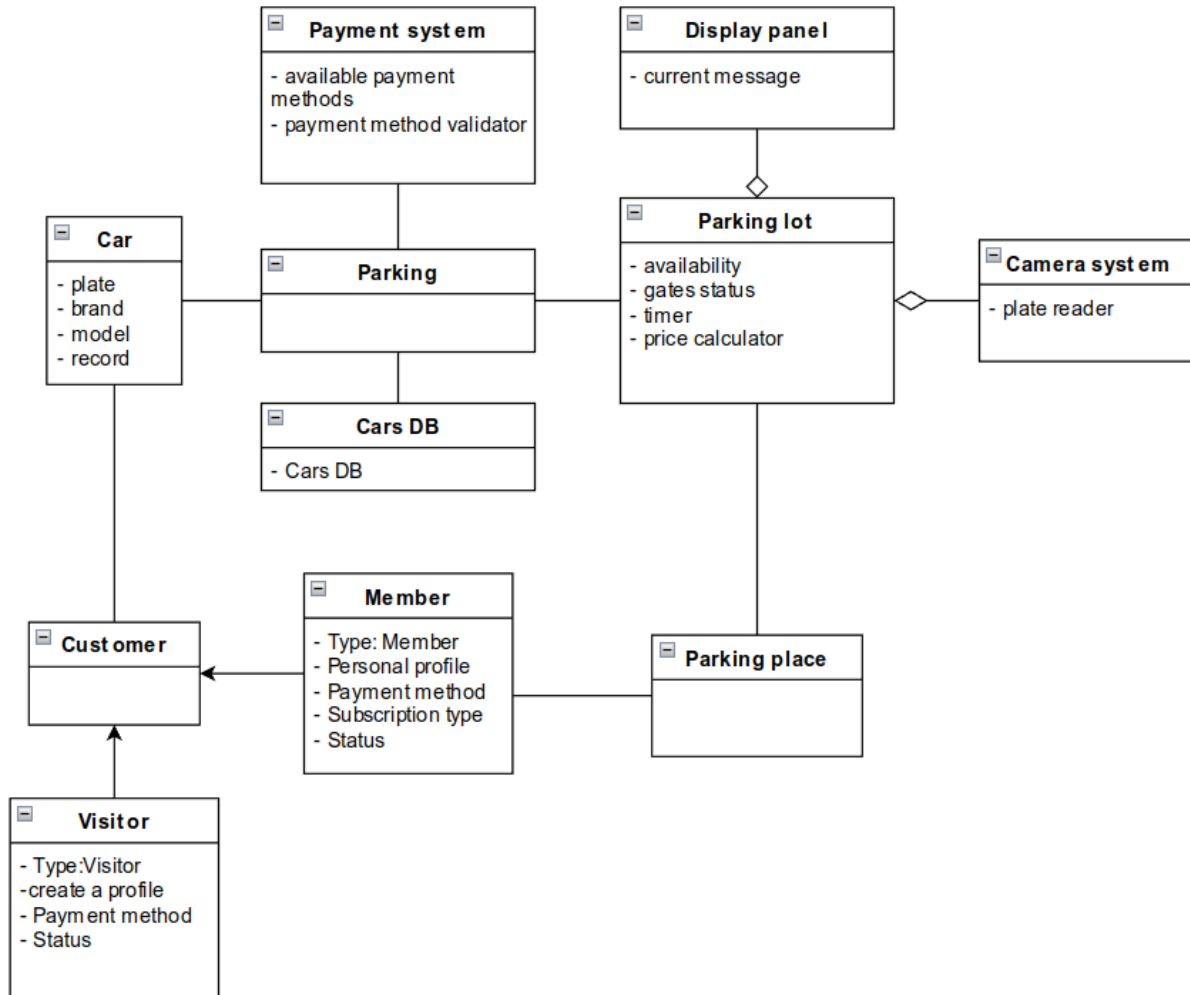 Payment system
- available payment
methods
- payment method validator
Display panel
- current message
Car
- plate
- brand
- model
- record
Parking
Parking lot
- availability
- gates status
- timer
- price calculator
Camera system
- plate reader
Cars DB
- Cars DB
Customer
Member
- Type: Member
- Personal profile
- Payment method
- Subscription type
- Status
Parking place
Visitor
- Type:Visitor
-create a profile
- Payment method
- Status